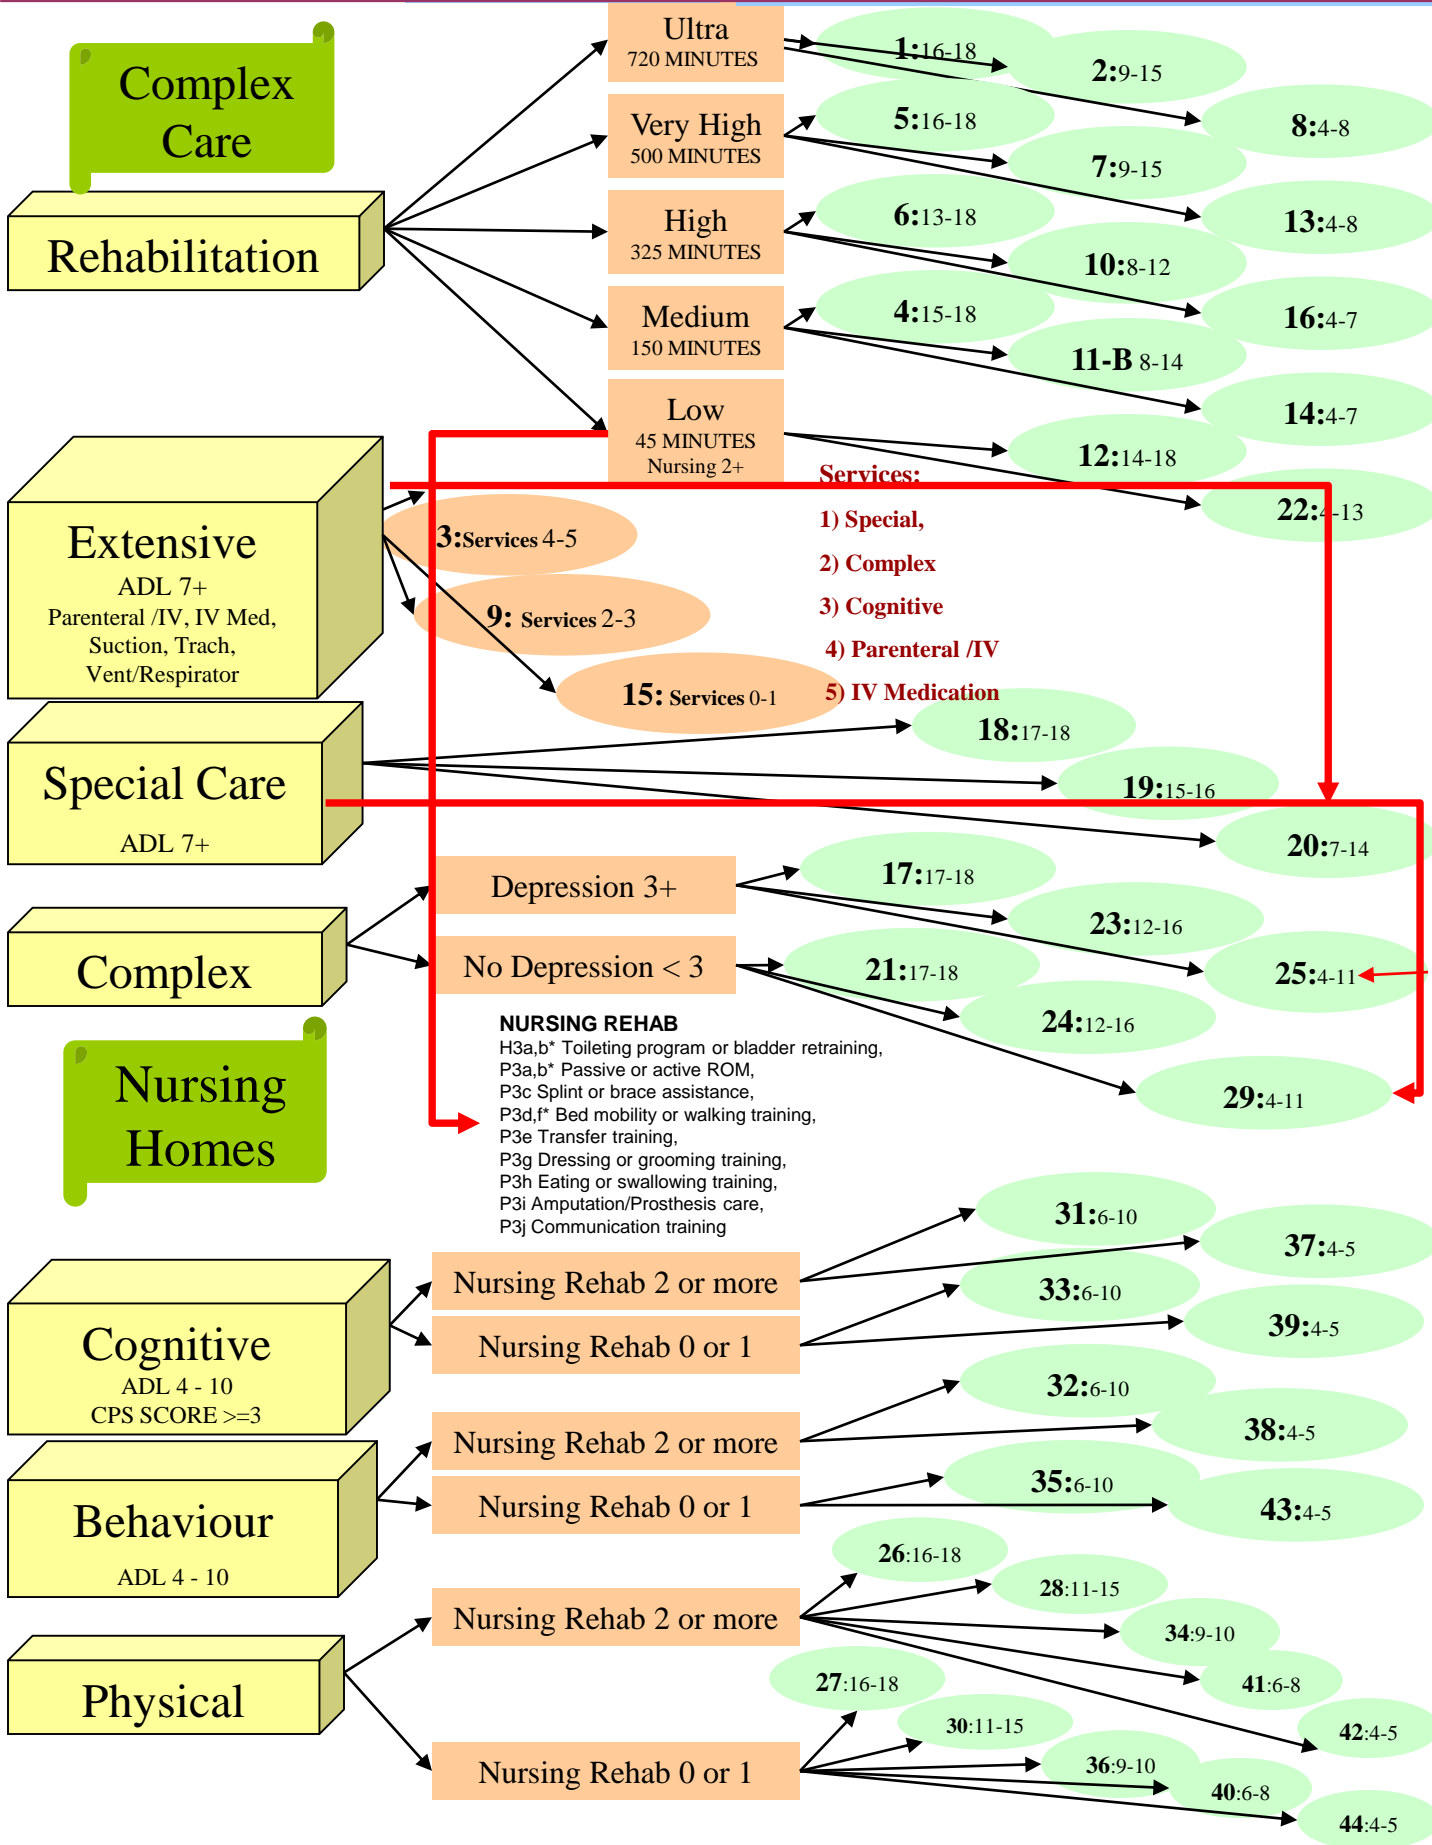 Complex
Care
Rehabilitation
Ultra
720 MINUTES
1:16-18
2:9-15
8:4-8
Very High
500 MINUTES
5:16-18
7:9-15
13:4-8
High
325 MINUTES
6:13-18
10:8-12
16:4-7
Medium
150 MINUTES
4:15-18
11-B 8-14
14:4-7
Low
45 MINUTES
Nursing 2+
12:14-18
22:4-13
Extensive
ADL 7+
Parenteral /IV, IV Med,
Suction, Trach,
Vent/Respirator
3:Services 4-5
9: Services 2-3
15: Services 0-1
Services:
1) Special,
2) Complex
3) Cognitive
4) Parenteral /IV
5) IV Medication
Special Care
ADL 7+
18:17-18
19:15-16
20:7-14
Complex
Depression 3+
17:17-18
23:12-16
25:4-11
No Depression < 3
21:17-18
24:12-16
29:4-11
NURSING REHAB
H3a,b* Toileting program or bladder retraining,
P3a,b* Passive or active ROM,
P3c Splint or brace assistance,
P3d,f* Bed mobility or walking training,
P3e Transfer training,
P3g Dressing or grooming training,
P3h Eating or swallowing training,
P3i Amputation/Prosthesis care,
P3j Communication training
Nursing
Homes
Cognitive
ADL 4 - 10
CPS SCORE >=3
Nursing Rehab 2 or more
31:6-10
37:4-5
Nursing Rehab 0 or 1
33:6-10
39:4-5
Behaviour
ADL 4 - 10
Nursing Rehab 2 or more
32:6-10
38:4-5
Nursing Rehab 0 or 1
35:6-10
43:4-5
Physical
Nursing Rehab 2 or more
26:16-18
28:11-15
34:9-10
41:6-8
42:4-5
Nursing Rehab 0 or 1
27:16-18
30:11-15
36:9-10
40:6-8
44:4-5